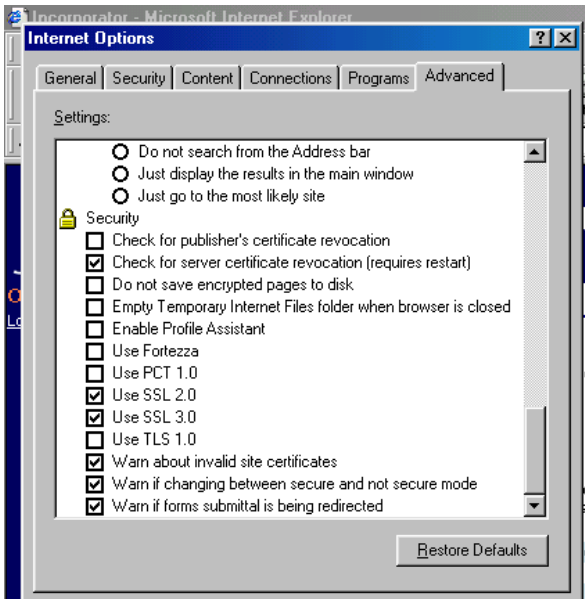 Incorporator - Microsoft Internet Explorer
Internet Options
General Security Content Connections Programs Advanced
Settings:
Do not search from the Address bar
Just display the results in the main window
Just go to the most likely site
Security
Check for publisher's certificate revocation
Check for server certificate revocation (requires restart)
Do not save encrypted pages to disk
Empty Temporary Internet Files folder when browser is closed
Enable Profile Assistant
Use Fortezza
Use PCT 1.0
Use SSL 2.0
Use SSL 3.0
Use TLS 1.0
Warn about invalid site certificates
Warn if changing between secure and not secure mode
Warn if forms submittal is being redirected
Restore Defaults